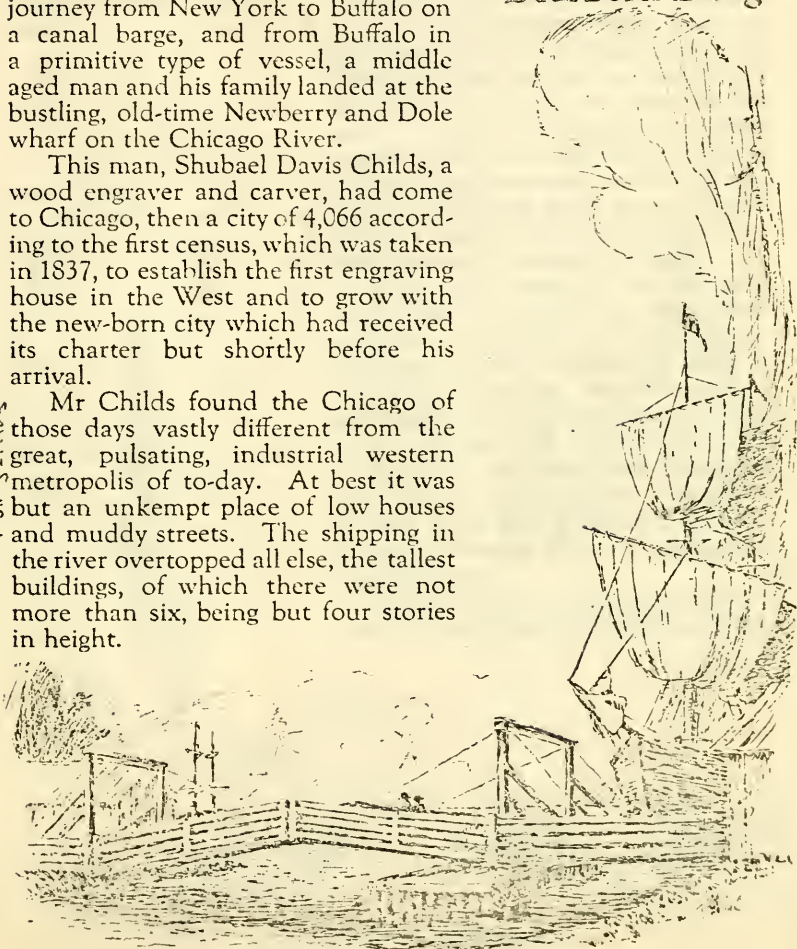 journey from New York to Buffalo on
a canal barge, and from Buffalo in
a primitive type of vessel, a middle
aged man and his family landed at the
bustling, old-time Newberry and Dole
wharf on the Chicago River.
This man, Shubael Davis Childs, a
wood engraver and carver, had come
to Chicago, then a city of 4,066 accord-
ing to the first census, which was taken
in 1837, to establish the first engraving
house in the West and to grow with
the new-born city which had received
its charter but shortly before his
arrival.
Mr Childs found the Chicago of
those days vastly different from the
great, pulsating, industrial western
metropolis of to-day. At best it was
but an unkempt place of low houses
and muddy streets. The shipping in
the river overtopped all else, the tallest
buildings, of which there were not
more than six, being but four stories
in height.